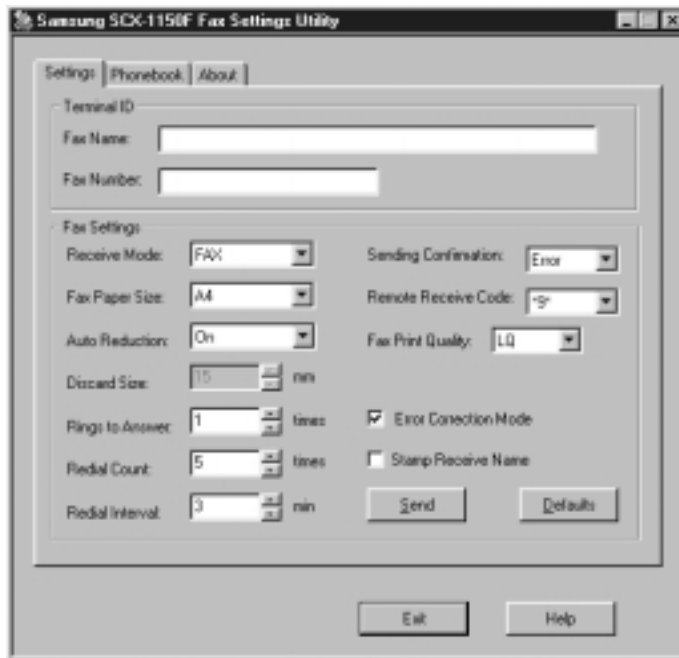 Samsung SCX-1150F Fax Settings Utility
Settings Phonebook About
Terminal ID
Fax Name:
Fax Number:
Fax Settings
Receive Mode: FAX Sending Confirmation: Error
Fax Paper Size: A4 Remote Receive Code: *9*
Auto Reduction: On Fax Print Quality: LQ
Discard Size: 15 mm
Rings to Answer: 1 times Error Correction Mode
Redial Count: 5 times Stamp Receive Name
Redial Interval: 3 min Send Defaults
Exit Help